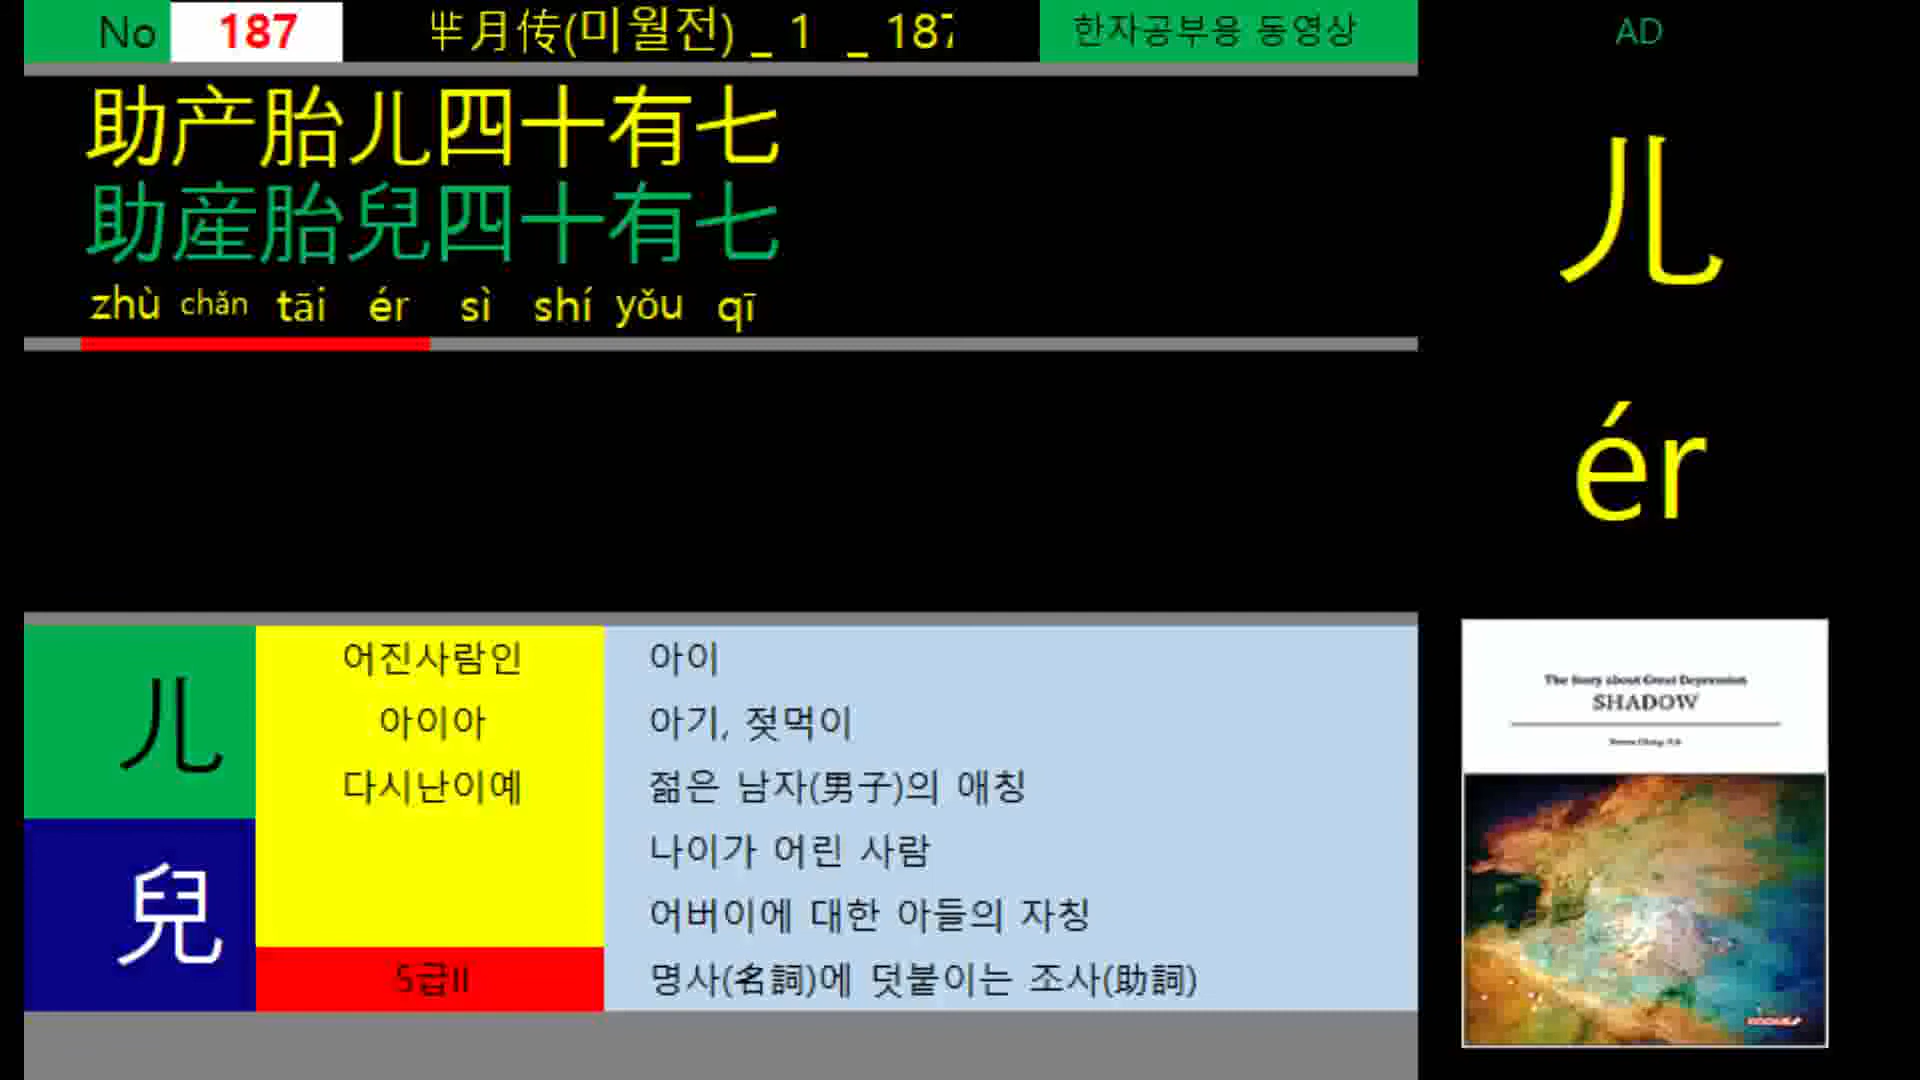 No 187 芈月传(미월전) _ 1 _ 187 한자공부용 동영상 AD
助产胎儿四十有七
助産胎兒四十有七
zhù chǎn tāi ér sì shí yǒu qī
儿
ér
儿
兒
어진사람인
아이아
다시난이예
5급II
아이
아기, 젖먹이
젊은 남자(男子)의 애칭
나이가 어린 사람
어버이에 대한 아들의 자칭
명사(名詞)에 덧붙이는 조사(助詞)
The Story about Great Depression
SHADOW